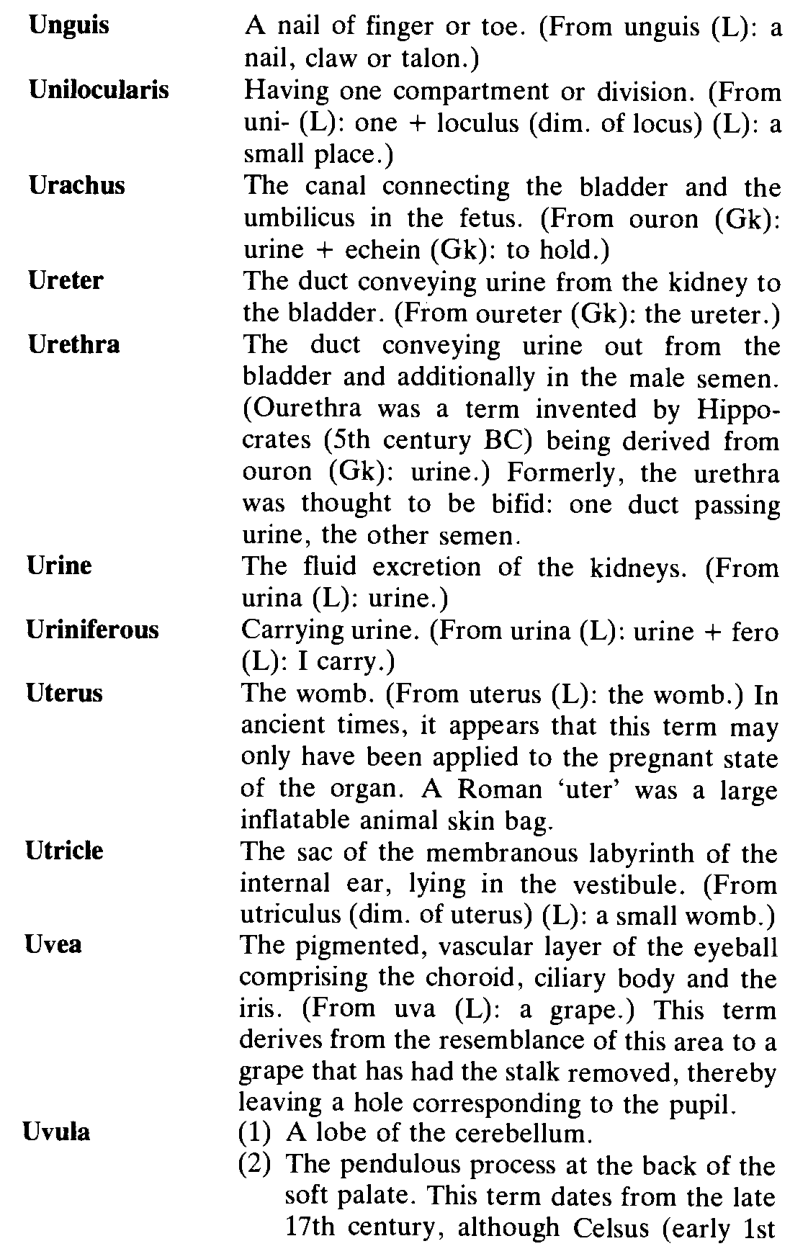 Unguis A nail of finger or toe. (From unguis (L): a
nail, claw or talon.)
Unilocularis Having one compartment or division. (From
uni- (L): one + loculus (dim. of locus) (L): a
small place.)
Urachus The canal connecting the bladder and the
umbilicus in the fetus. (From ouron (Gk):
urine + echein (Gk): to hold.)
Ureter The duct conveying urine from the kidney to
the bladder. (From oureter (Gk): the ureter.)
Urethra The duct conveying urine out from the
bladder and additionally in the male semen.
(Ourethra was a term invented by Hippo-
crates (5th century BC) being derived from
ouron (Gk): urine.) Formerly, the urethra
was thought to be bifid: one duct passing
urine, the other semen.
Urine The fluid excretion of the kidneys. (From
urina (L): urine.)
Uriniferous Carrying urine. (From urina (L): urine + fero
(L): I carry.)
Uterus The womb. (From uterus (L): the womb.) In
ancient times, it appears that this term may
only have been applied to the pregnant state
of the organ. A Roman ‘uter’ was a large
inflatable animal skin bag.
Utricle The sac of the membranous labyrinth of the
internal ear, lying in the vestibule. (From
utriculus (dim. of uterus) (L): a small womb.)
Uvea The pigmented, vascular layer of the eyeball
comprising the choroid, ciliary body and the
iris. (From uva (L): a grape.) This term
derives from the resemblance of this area to a
grape that has had the stalk removed, thereby
leaving a hole corresponding to the pupil.
Uvula (1) A lobe of the cerebellum.
(2) The pendulous process at the back of the
soft palate. This term dates from the late
17th century, although Celsus (early 1st